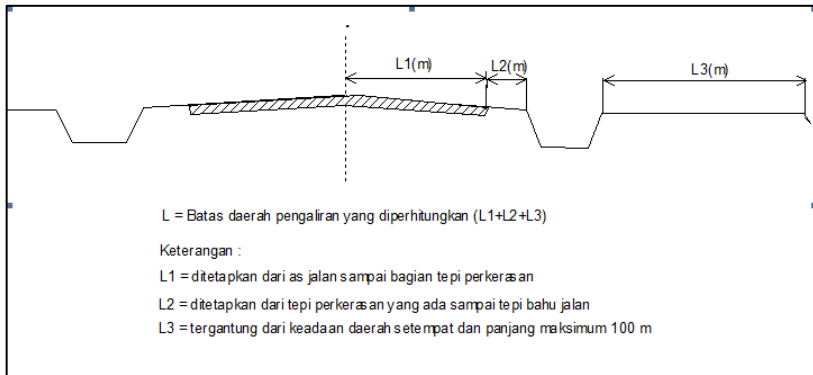 L1(m)
L2(m)
L3(m)
L = Batas daerah pengaliran yang diperhitungkan (L1+L2+L3)
Keterangan :
L1 = ditetapkan dari as jalan sampai bagian tepi perkerasan
L2 = ditetapkan dari tepi perkerasan yang ada sampai tepi bahu jalan
L3 = tergantung dari keadaan daerah setempat dan panjang maksimum 100 m